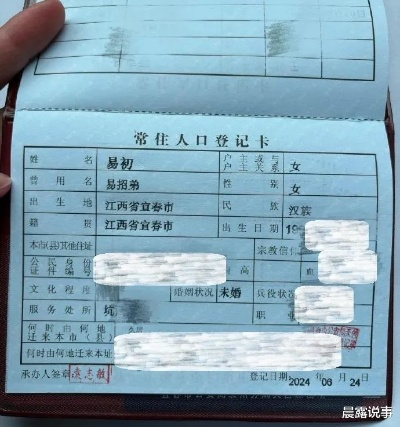 常住人口登记卡
姓名 易初 户主或与户主关系 女
曾用名 易招弟 性别 女
出生地 江西省宜春市 民族 汉族
籍贯 江西省宜春市 出生日期 19
本市(县)其他住址 宗教信仰
公民身份证件编号 高 血
文化程度 婚姻状况 未婚 兵役状况
服务处所 坑 职业
何时由何地迁来本市(县)
何时由何地迁来本址
承办人签章 登记日期: 2024 年 06 月 24 日
晨露说事